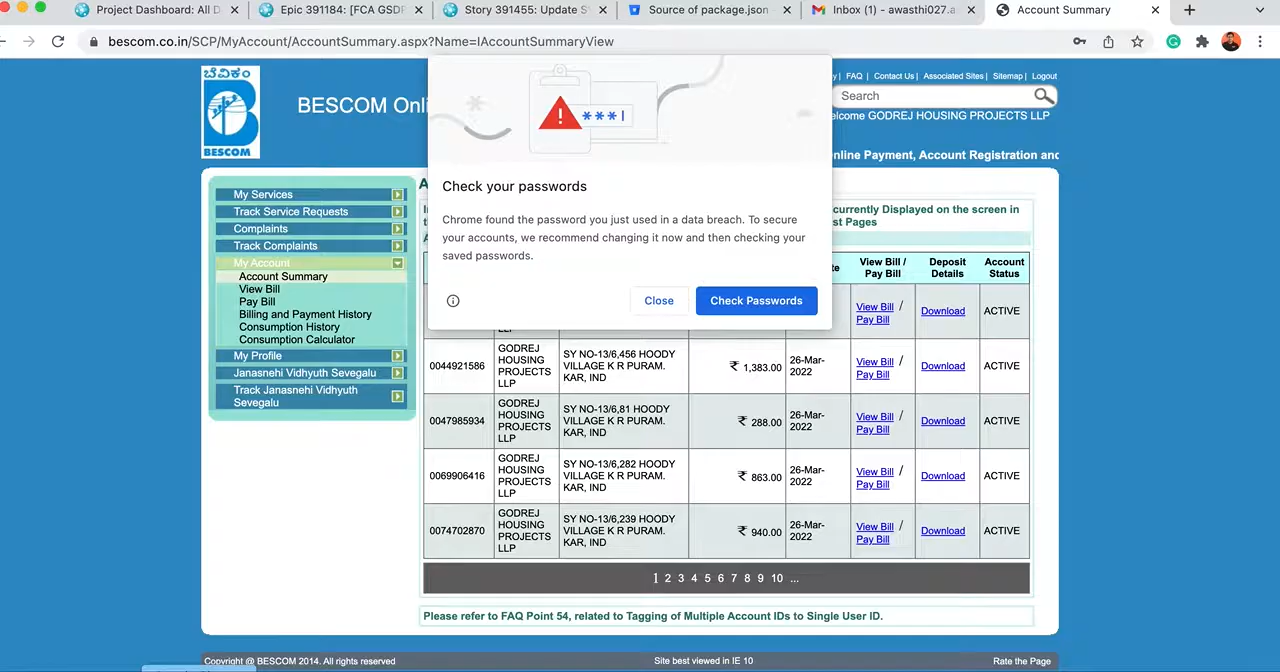 Project Dashboard: All D
Epic 391184: [FCA GSDP
Story 391455: Update S
Source of package.json -
Inbox (1) - awasthi027.a
Account Summary
bescom.co.in/SCP/MyAccount/AccountSummary.aspx?Name=IAccountSummaryView
y | FAQ | Contact Us | Associated Sites | Sitemap | Logout
ಬೆವಿಕಂ
BESCOM
BESCOM Onli
Search
elcome GODREJ HOUSING PROJECTS LLP
nline Payment, Account Registration and
***
Check your passwords
Chrome found the password you just used in a data breach. To secure
your accounts, we recommend changing it now and then checking your
saved passwords.
Close
Check Passwords
My Services
Track Service Requests
Complaints
Track Complaints
My Account
Account Summary
View Bill
Pay Bill
Billing and Payment History
Consumption History
Consumption Calculator
My Profile
Janasnehi Vidhyuth Sevegalu
Track Janasnehi Vidhyuth
Sevegalu
currently Displayed on the screen in
st Pages
te
View Bill /
Pay Bill
Deposit
Details
Account
Status
View Bill /
Pay Bill
Download
ACTIVE
LLP
0044921586
GODREJ
HOUSING
PROJECTS
LLP
SY NO-13/6,456 HOODY
VILLAGE K R PURAM.
KAR, IND
₹ 1,383.00
26-Mar-
2022
View Bill /
Pay Bill
Download
ACTIVE
0047985934
GODREJ
HOUSING
PROJECTS
LLP
SY NO-13/6,81 HOODY
VILLAGE K R PURAM.
KAR, IND
₹ 288.00
26-Mar-
2022
View Bill /
Pay Bill
Download
ACTIVE
0069906416
GODREJ
HOUSING
PROJECTS
LLP
SY NO-13/6,282 HOODY
VILLAGE K R PURAM.
KAR, IND
₹ 863.00
26-Mar-
2022
View Bill /
Pay Bill
Download
ACTIVE
0074702870
GODREJ
HOUSING
PROJECTS
LLP
SY NO-13/6,239 HOODY
VILLAGE K R PURAM.
KAR, IND
₹ 940.00
26-Mar-
2022
View Bill /
Pay Bill
Download
ACTIVE
1 2 3 4 5 6 7 8 9 10 ...
Please refer to FAQ Point 54, related to Tagging of Multiple Account IDs to Single User ID.
Copyright @ BESCOM 2014. All rights reserved
Site best viewed in IE 10
Rate the Page